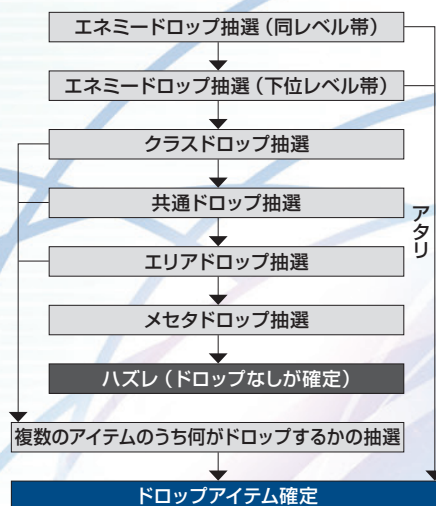 エネミードロップ抽選（同レベル帯）
エネミードロップ抽選（下位レベル帯）
クラスドロップ抽選
共通ドロップ抽選
エリアドロップ抽選
メセタドロップ抽選
アタリ
ハズレ（ドロップなしが確定）
複数のアイテムのうち何がドロップするかの抽選
ドロップアイテム確定